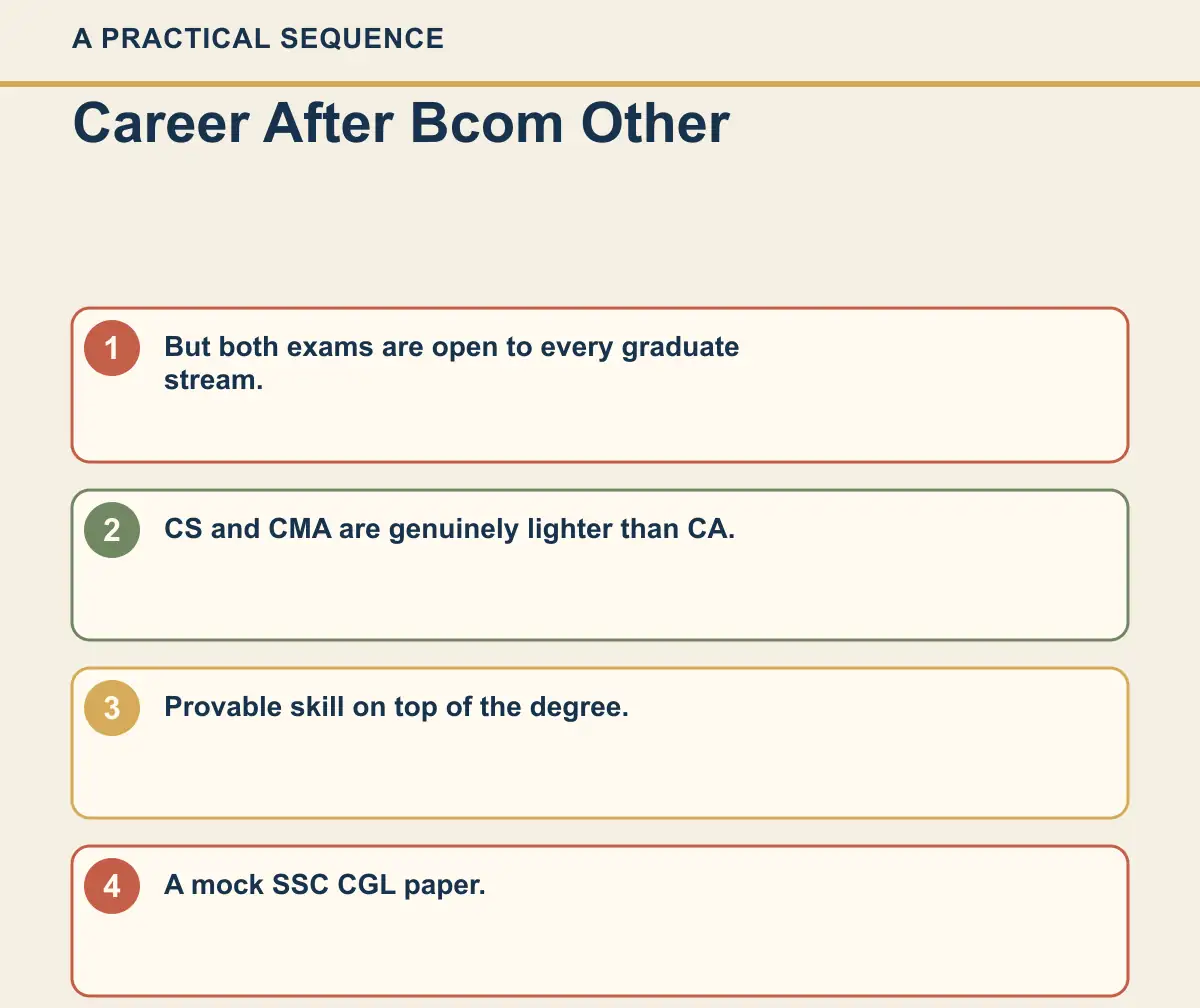 A PRACTICAL SEQUENCE
Career After Bcom Other
1
But both exams are open to every graduate
stream.
2
CS and CMA are genuinely lighter than CA.
3
Provable skill on top of the degree.
4
A mock SSC CGL paper.